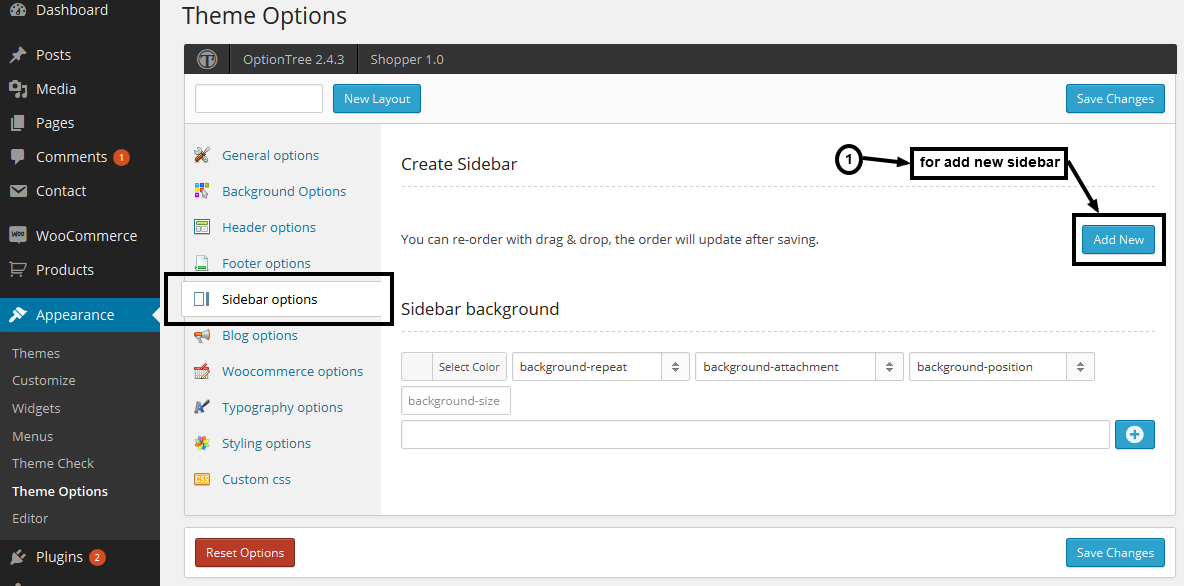 Dashboard
Posts
Media
Pages
Comments 1
Contact
WooCommerce
Products
Appearance
Themes
Customize
Widgets
Menus
Theme Check
Theme Options
Editor
Plugins 2
Theme Options
OptionTree 2.4.3 Shopper 1.0
New Layout Save Changes
General options
Background Options
Header options
Footer options
Sidebar options
Blog options
Woocommerce options
Typography options
Styling options
CSS Custom css
Create Sidebar
1 for add new sidebar
You can re-order with drag & drop, the order will update after saving. Add New
Sidebar background
Select Color background-repeat background-attachment background-position
background-size
Reset Options Save Changes